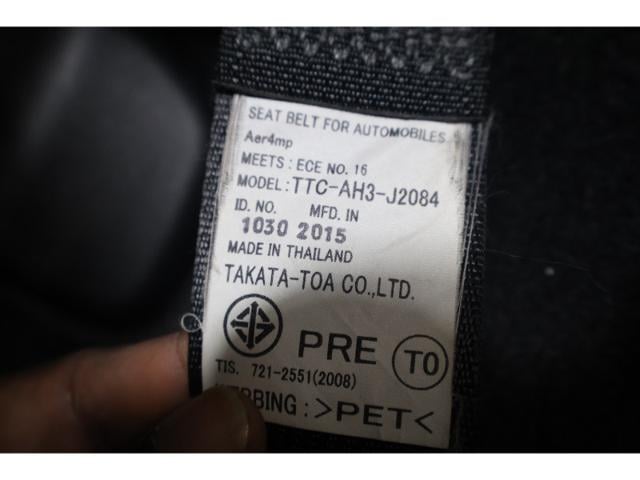 SEAT BELT FOR AUTOMOBILES
Aer4mp
MEETS : ECE NO. 16
MODEL : TTC-AH3-J2084
ID. NO. MFD. IN
1030 2015
MADE IN THAILAND
TAKATA-TOA CO.,LTD.
PRE TO
TIS. 721-2551(2008)
WEBBING : >PET<